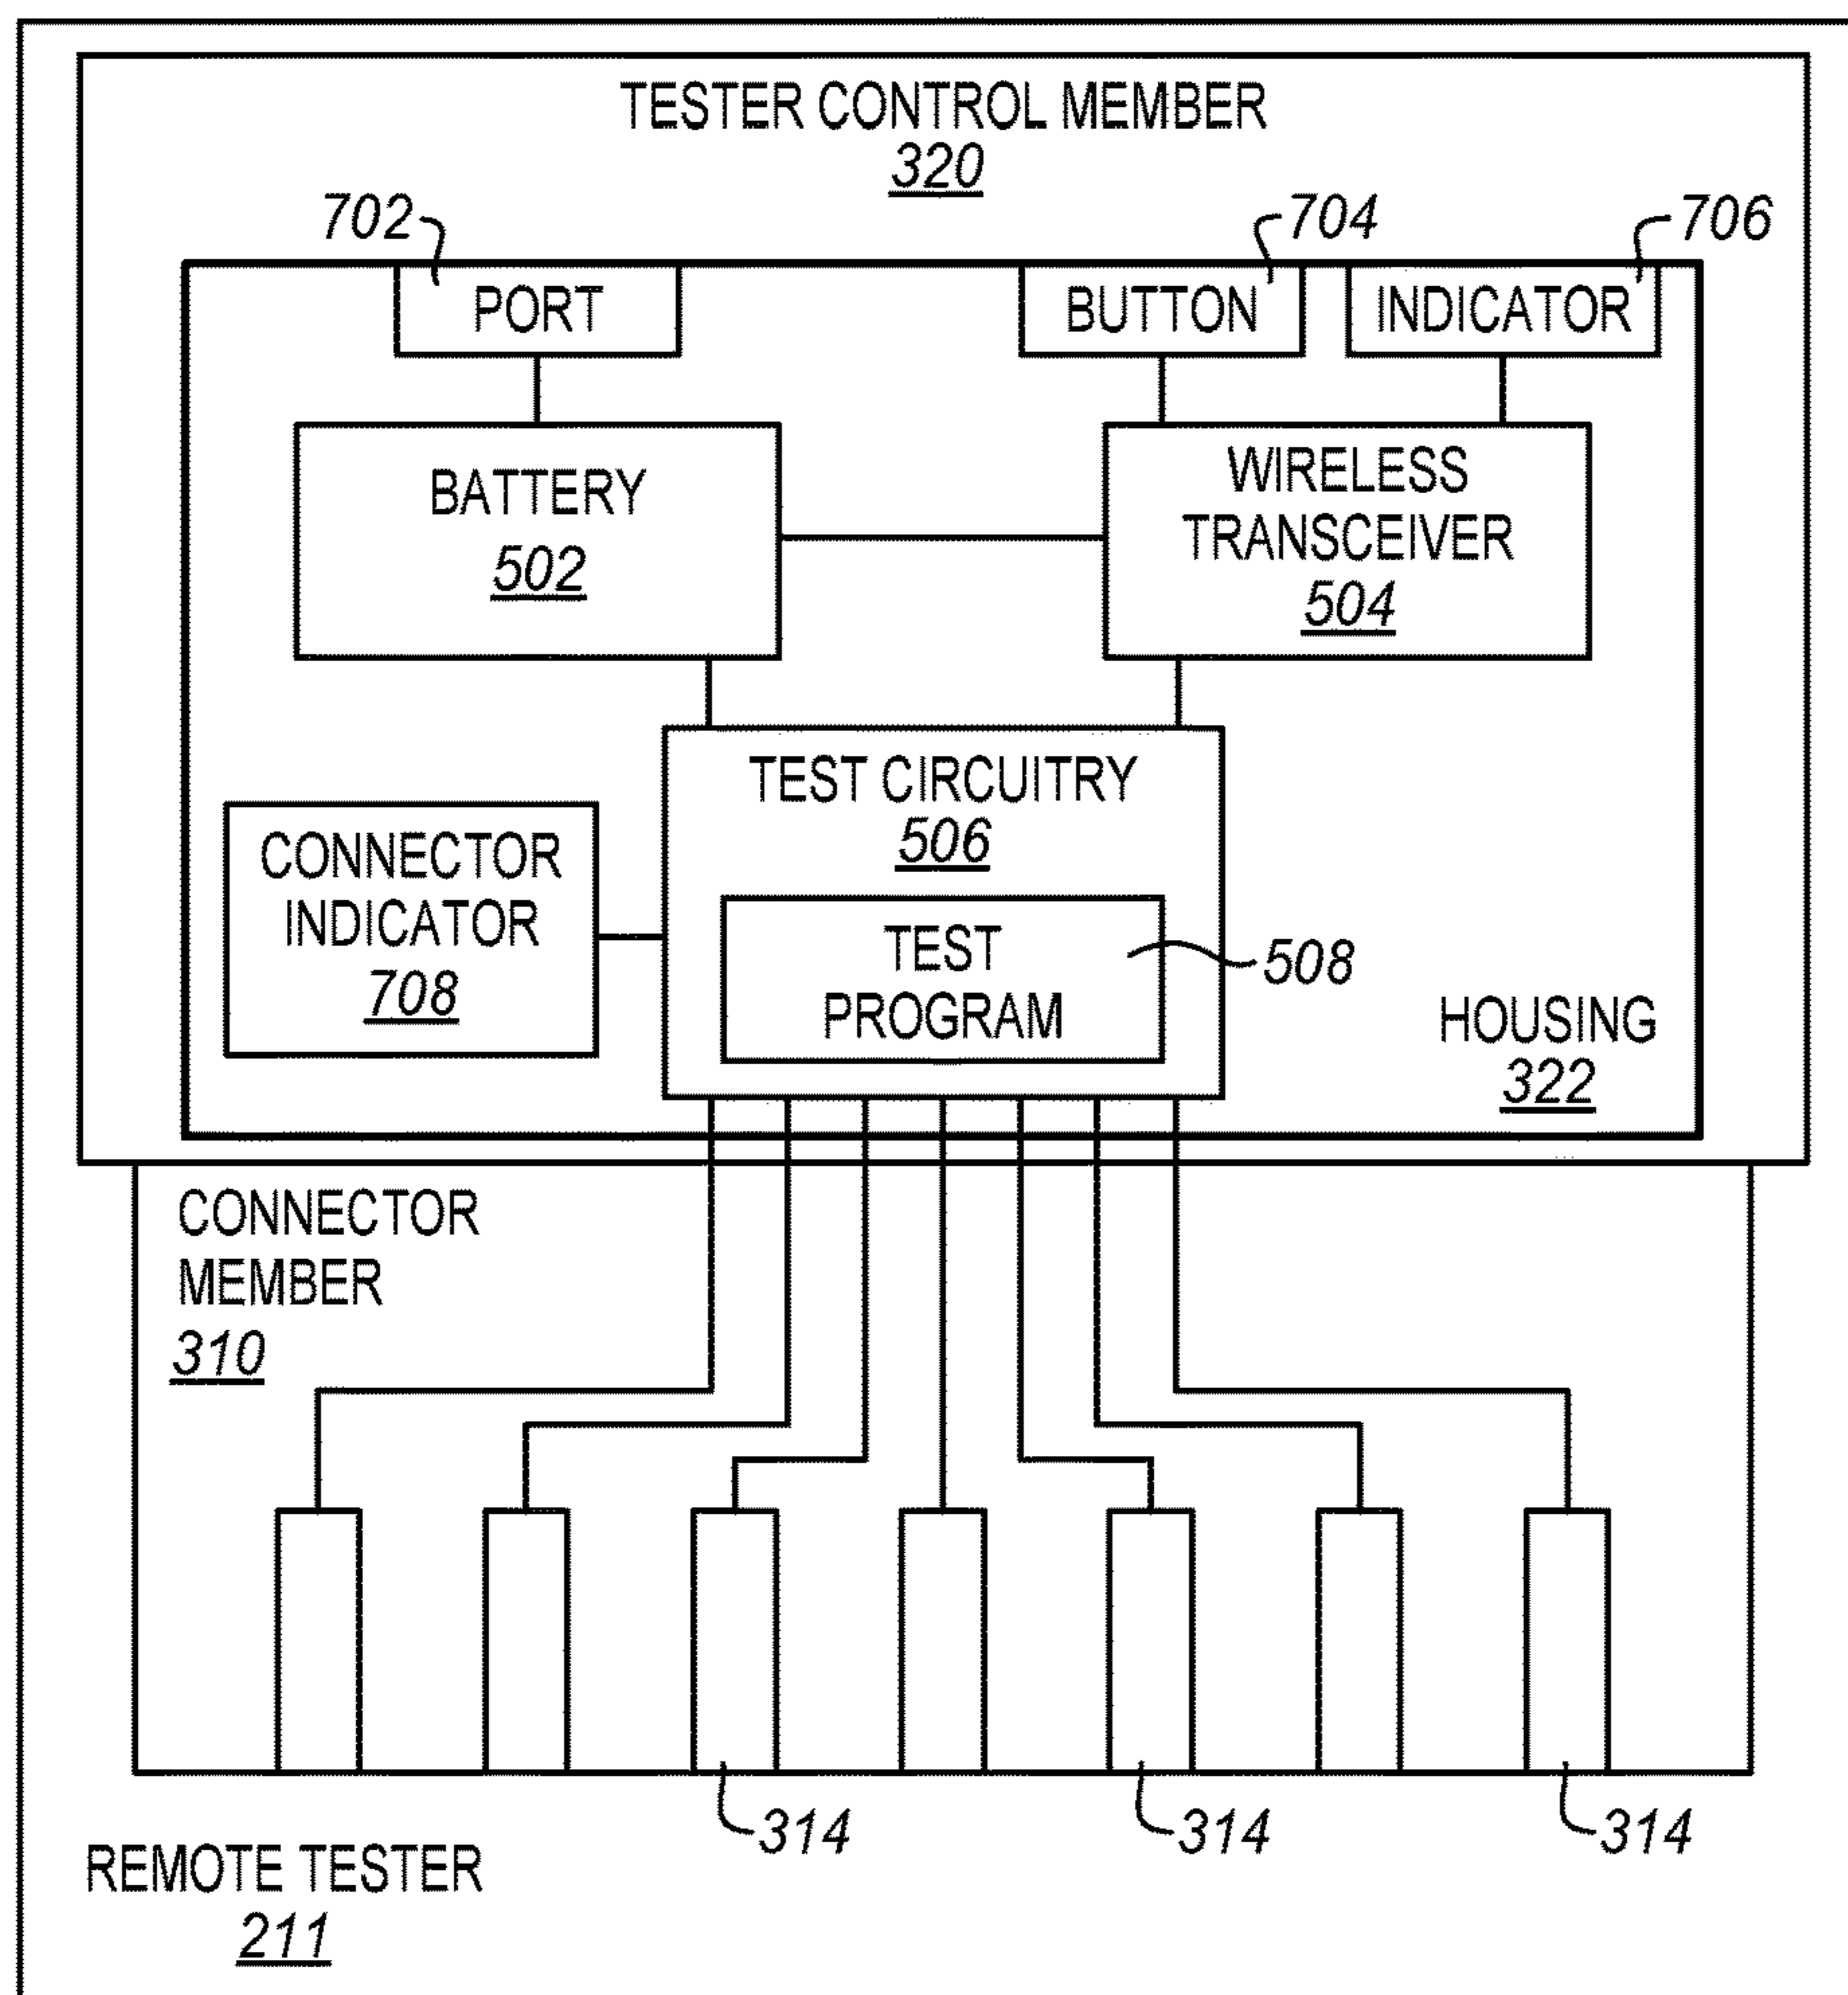 TESTER CONTROL MEMBER
320
702
704
706
PORT
BUTTON
INDICATOR
BATTERY
502
WIRELESS
TRANSCEIVER
504
TEST CIRCUITRY
506
CONNECTOR
INDICATOR
708
TEST
PROGRAM
508
HOUSING
322
CONNECTOR
MEMBER
310
314
314
314
REMOTE TESTER
211